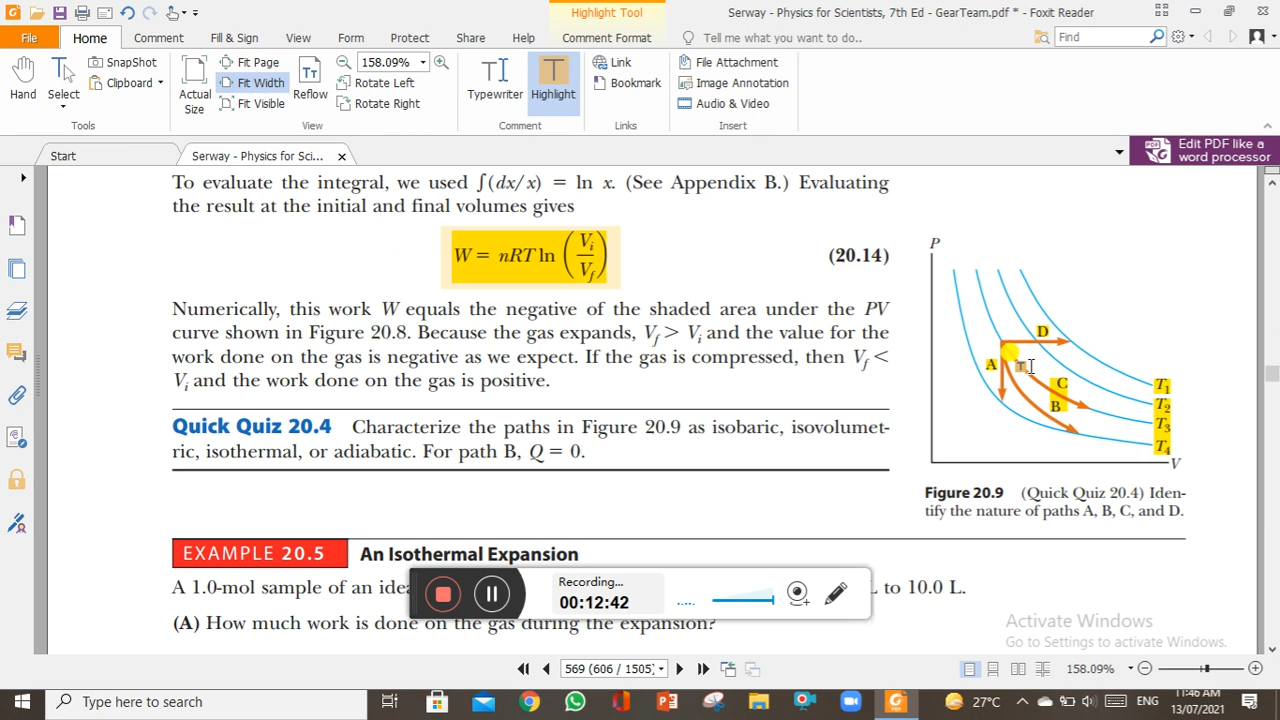 Highlight Tool
Serway - Physics for Scientists, 7th Ed - GearTeam.pdf * - Foxit Reader
File Home Comment Fill & Sign View Form Protect Share Help Comment Format Tell me what you want to do.. Find
Hand
Select
SnapShot
Clipboard
Tools
Actual Size
Fit Page
Fit Width
Fit Visible
Reflow
158.09%
Rotate Left
Rotate Right
View
Typewriter
Highlight
Comment
Link
Bookmark
Links
File Attachment
Image Annotation
Audio & Video
Insert
Start
Serway - Physics for Sci...
Edit PDF like a
word processor
To evaluate the integral, we used ∫(dx/x) = ln x. (See Appendix B.) Evaluating
the result at the initial and final volumes gives
W = nRT ln (Vi/Vf) (20.14)
Numerically, this work W equals the negative of the shaded area under the PV
curve shown in Figure 20.8. Because the gas expands, Vf > Vi and the value for the
work done on the gas is negative as we expect. If the gas is compressed, then Vf <
Vi and the work done on the gas is positive.
Quick Quiz 20.4 Characterize the paths in Figure 20.9 as isobaric, isovolumet-
ric, isothermal, or adiabatic. For path B, Q = 0.
P
D
A
C
B
T1
T2
T3
T4
V
Figure 20.9 (Quick Quiz 20.4) Iden-
tify the nature of paths A, B, C, and D.
EXAMPLE 20.5 An Isothermal Expansion
A 1.0-mol sample of an idea L to 10.0 L.
(A) How much work is done on the gas during the expansion?
Recording...
00:12:42
Activate Windows
Go to Settings to activate Windows.
569 (606 / 1505)
158.09%
Type here to search
27°C
ENG
11:46 AM
13/07/2021